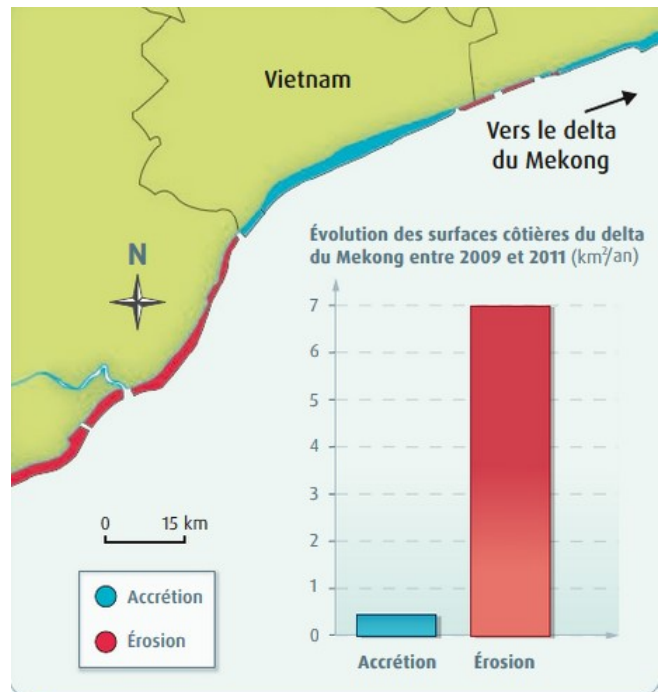 Vietnam
Vers le delta
du Mekong
N
Évolution des surfaces côtières du delta
du Mekong entre 2009 et 2011 (km²/an)
7
6
5
4
3
2
1
0
Accrétion
Érosion
0 15 km
Accrétion
Érosion